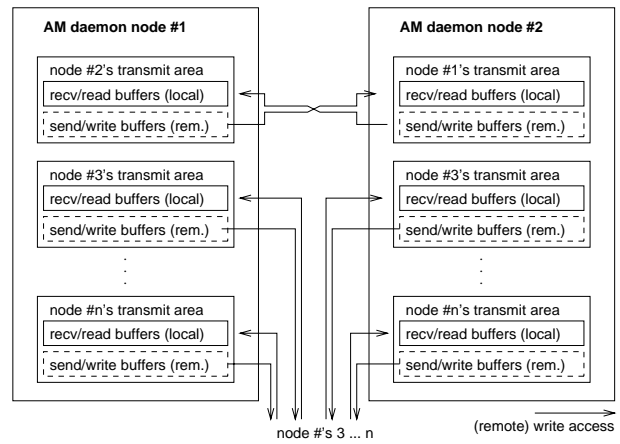 AM daemon node #1
node #2's transmit area
recv/read buffers (local)
send/write buffers (rem.)
node #3's transmit area
recv/read buffers (local)
send/write buffers (rem.)
.
.
.
node #n's transmit area
recv/read buffers (local)
send/write buffers (rem.)
AM daemon node #2
node #1's transmit area
recv/read buffers (local)
send/write buffers (rem.)
node #3's transmit area
recv/read buffers (local)
send/write buffers (rem.)
.
.
.
node #n's transmit area
recv/read buffers (local)
send/write buffers (rem.)
node #'s 3 ... n
(remote) write access